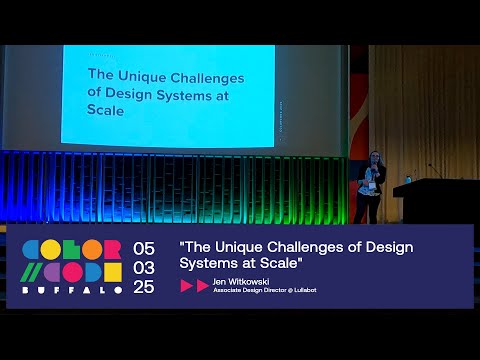 The Unique Challenges
of Design Systems at
Scale
COLOR
//CODE
BUFFALO
05
03
25
"The Unique Challenges of Design
Systems at Scale"
Jen Witkowski
Associate Design Director @ Lullabot